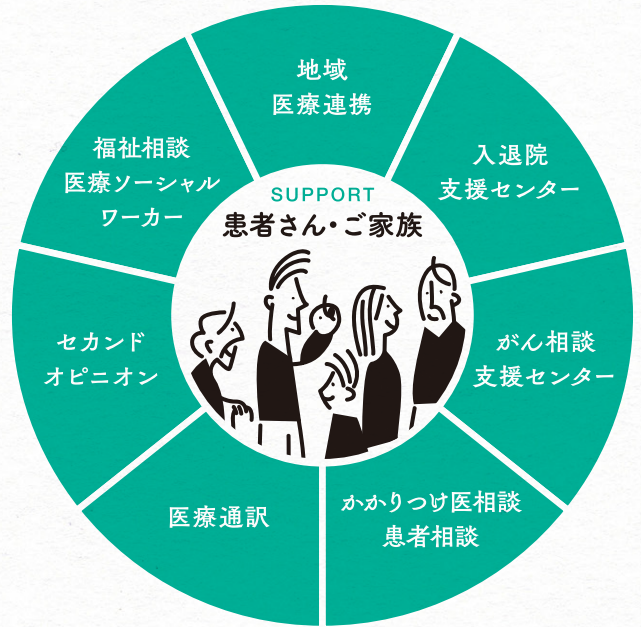 地域
医療連携
入退院
支援センター
がん相談
支援センター
かかりつけ医相談
患者相談
医療通訳
セカンド
オピニオン
福祉相談
医療ソーシャル
ワーカー
SUPPORT
患者さん・ご家族